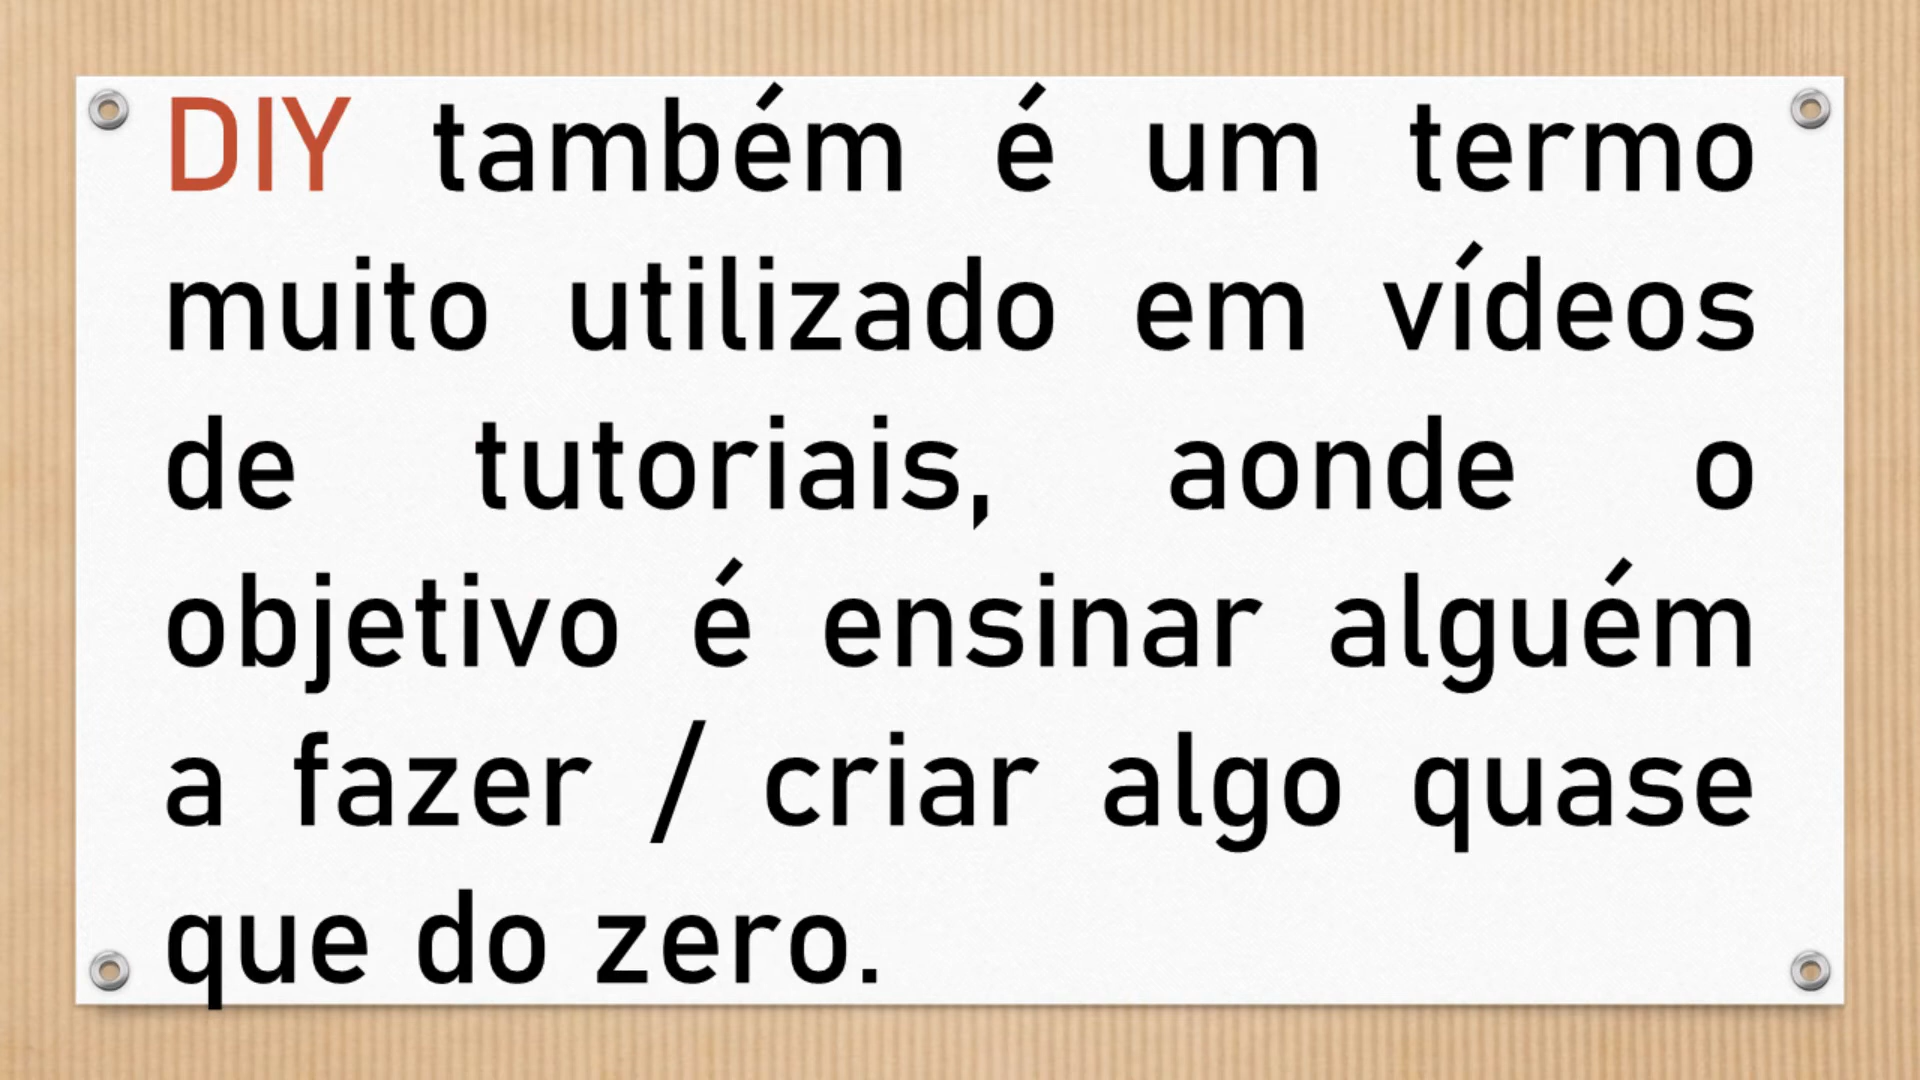 DIY também é um termo
muito utilizado em vídeos
de tutoriais, aonde o
objetivo é ensinar alguém
a fazer / criar algo quase
que do zero.